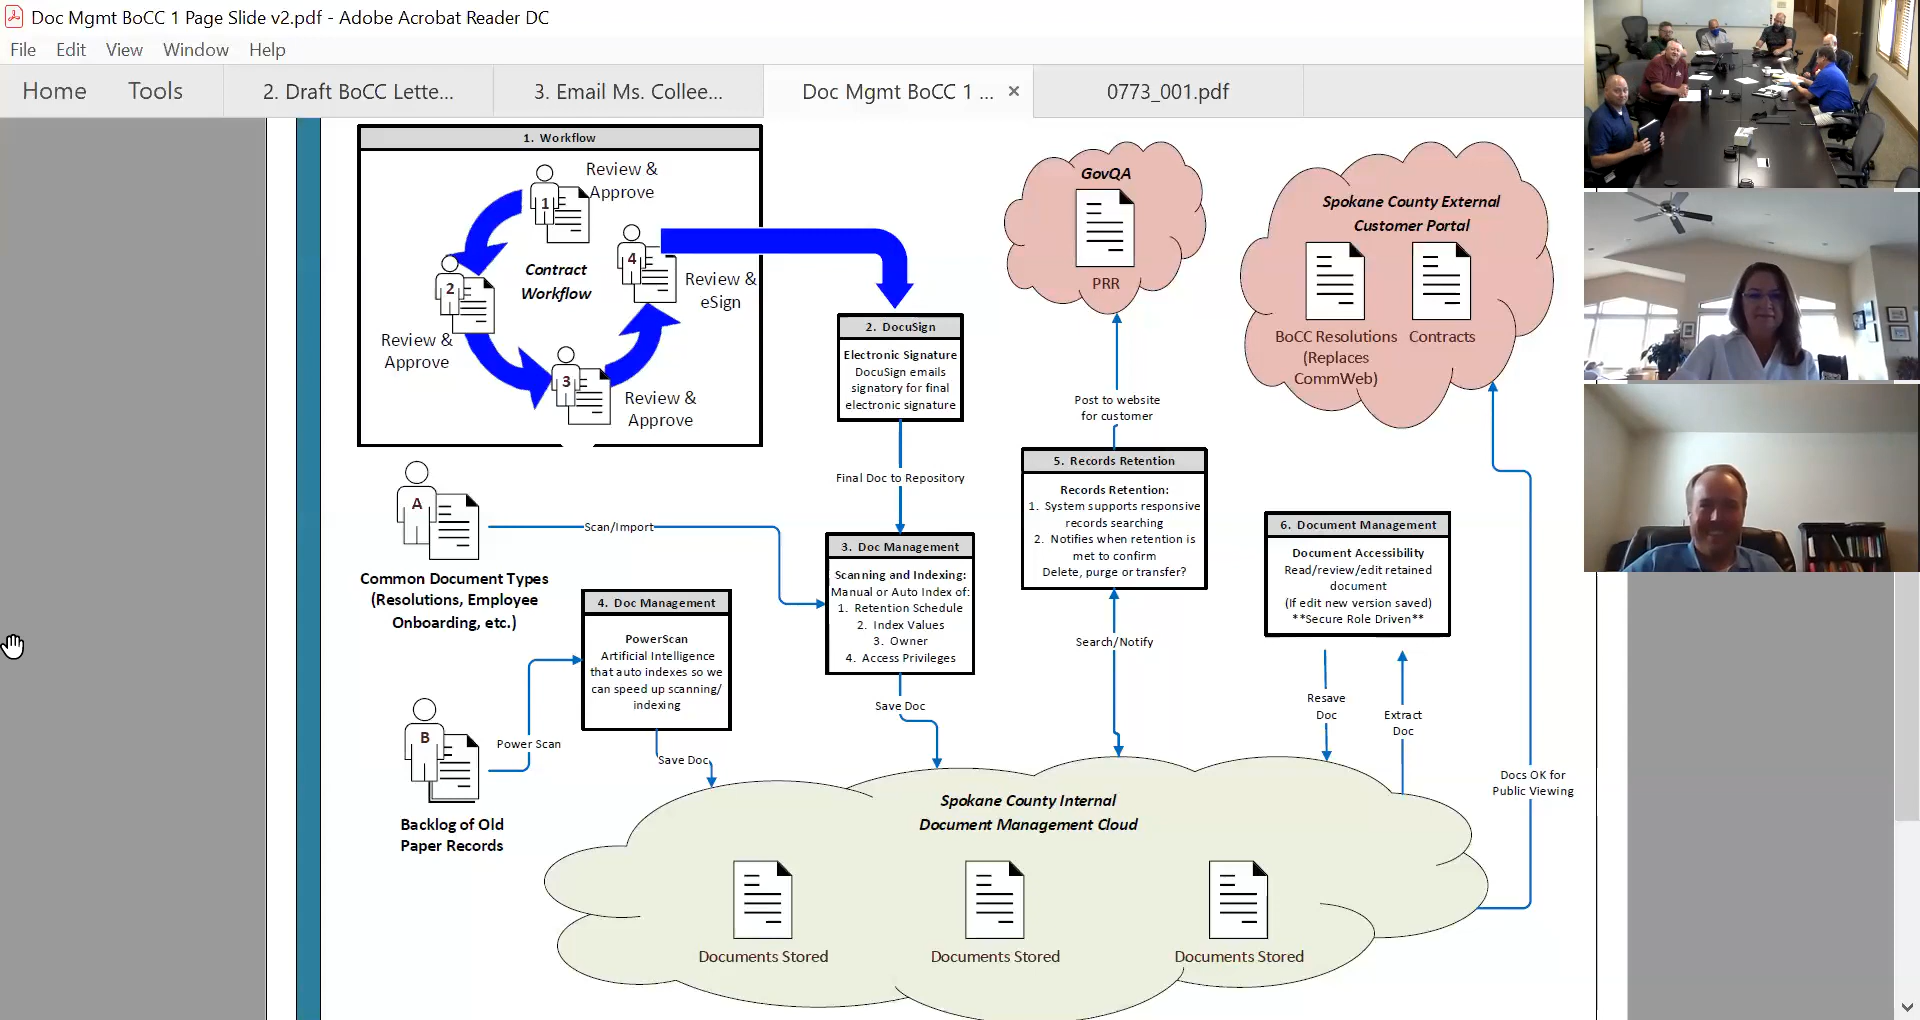 Doc Mgmt BoCC 1 Page Slide v2.pdf - Adobe Acrobat Reader DC
File Edit View Window Help
Home Tools 2. Draft BoCC Lette... 3. Email Ms. Collee... Doc Mgmt BoCC 1 ... × 0773_001.pdf
1. Workflow
Review &
Approve
1
Contract
Workflow
2
Review &
Approve
3
Review &
Approve
4
Review &
eSign
2. DocuSign
Electronic Signature
DocuSign emails
signatory for final
electronic signature
Final Doc to Repository
GovQA
PRR
Post to website
for customer
Spokane County External
Customer Portal
BoCC Resolutions
(Replaces
CommWeb)
Contracts
A
Scan/Import
Common Document Types
(Resolutions, Employee
Onboarding, etc.)
3. Doc Management
Scanning and Indexing:
Manual or Auto Index of:
1. Retention Schedule
2. Index Values
3. Owner
4. Access Privileges
Save Doc
4. Doc Management
PowerScan
Artificial Intelligence
that auto indexes so we
can speed up scanning/
indexing
Save Doc
B
Power Scan
Backlog of Old
Paper Records
5. Records Retention
Records Retention:
1. System supports responsive
records searching
2. Notifies when retention is
met to confirm
Delete, purge or transfer?
Search/Notify
6. Document Management
Document Accessibility
Read/review/edit retained
document
(If edit new version saved)
**Secure Role Driven**
Resave
Doc
Extract
Doc
Docs OK for
Public Viewing
Spokane County Internal
Document Management Cloud
Documents Stored
Documents Stored
Documents Stored